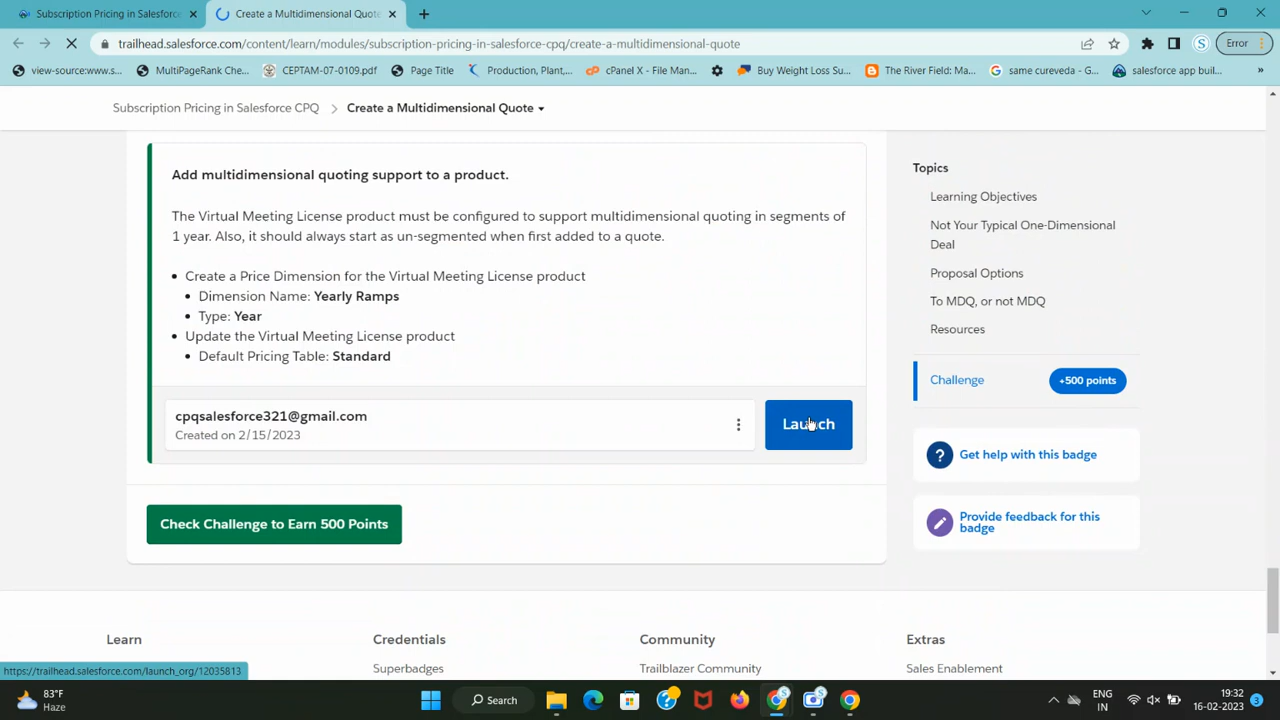 Subscription Pricing in Salesforce
Create a Multidimensional Quote
trailhead.salesforce.com/content/learn/modules/subscription-pricing-in-salesforce-cpq/create-a-multidimensional-quote
Error
view-source:www.s...
MultiPageRank Che...
CEPTAM-07-0109.pdf
Page Title
Production, Plant,...
cPanel X - File Man...
Buy Weight Loss Su...
The River Field: Ma...
same cureveda - G...
salesforce app buil...
Subscription Pricing in Salesforce CPQ
Create a Multidimensional Quote
Add multidimensional quoting support to a product.
The Virtual Meeting License product must be configured to support multidimensional quoting in segments of
1 year. Also, it should always start as un-segmented when first added to a quote.
Create a Price Dimension for the Virtual Meeting License product
Dimension Name: Yearly Ramps
Type: Year
Update the Virtual Meeting License product
Default Pricing Table: Standard
cpqsalesforce321@gmail.com
Created on 2/15/2023
Launch
Check Challenge to Earn 500 Points
Topics
Learning Objectives
Not Your Typical One-Dimensional
Deal
Proposal Options
To MDQ, or not MDQ
Resources
Challenge
+500 points
Get help with this badge
Provide feedback for this
badge
Learn
Credentials
Community
Extras
Superbadges
Trailblazer Community
Sales Enablement
https://trailhead.salesforce.com/launch_org/12035813
83°F
Haze
Search
ENG
IN
19:32
16-02-2023
3